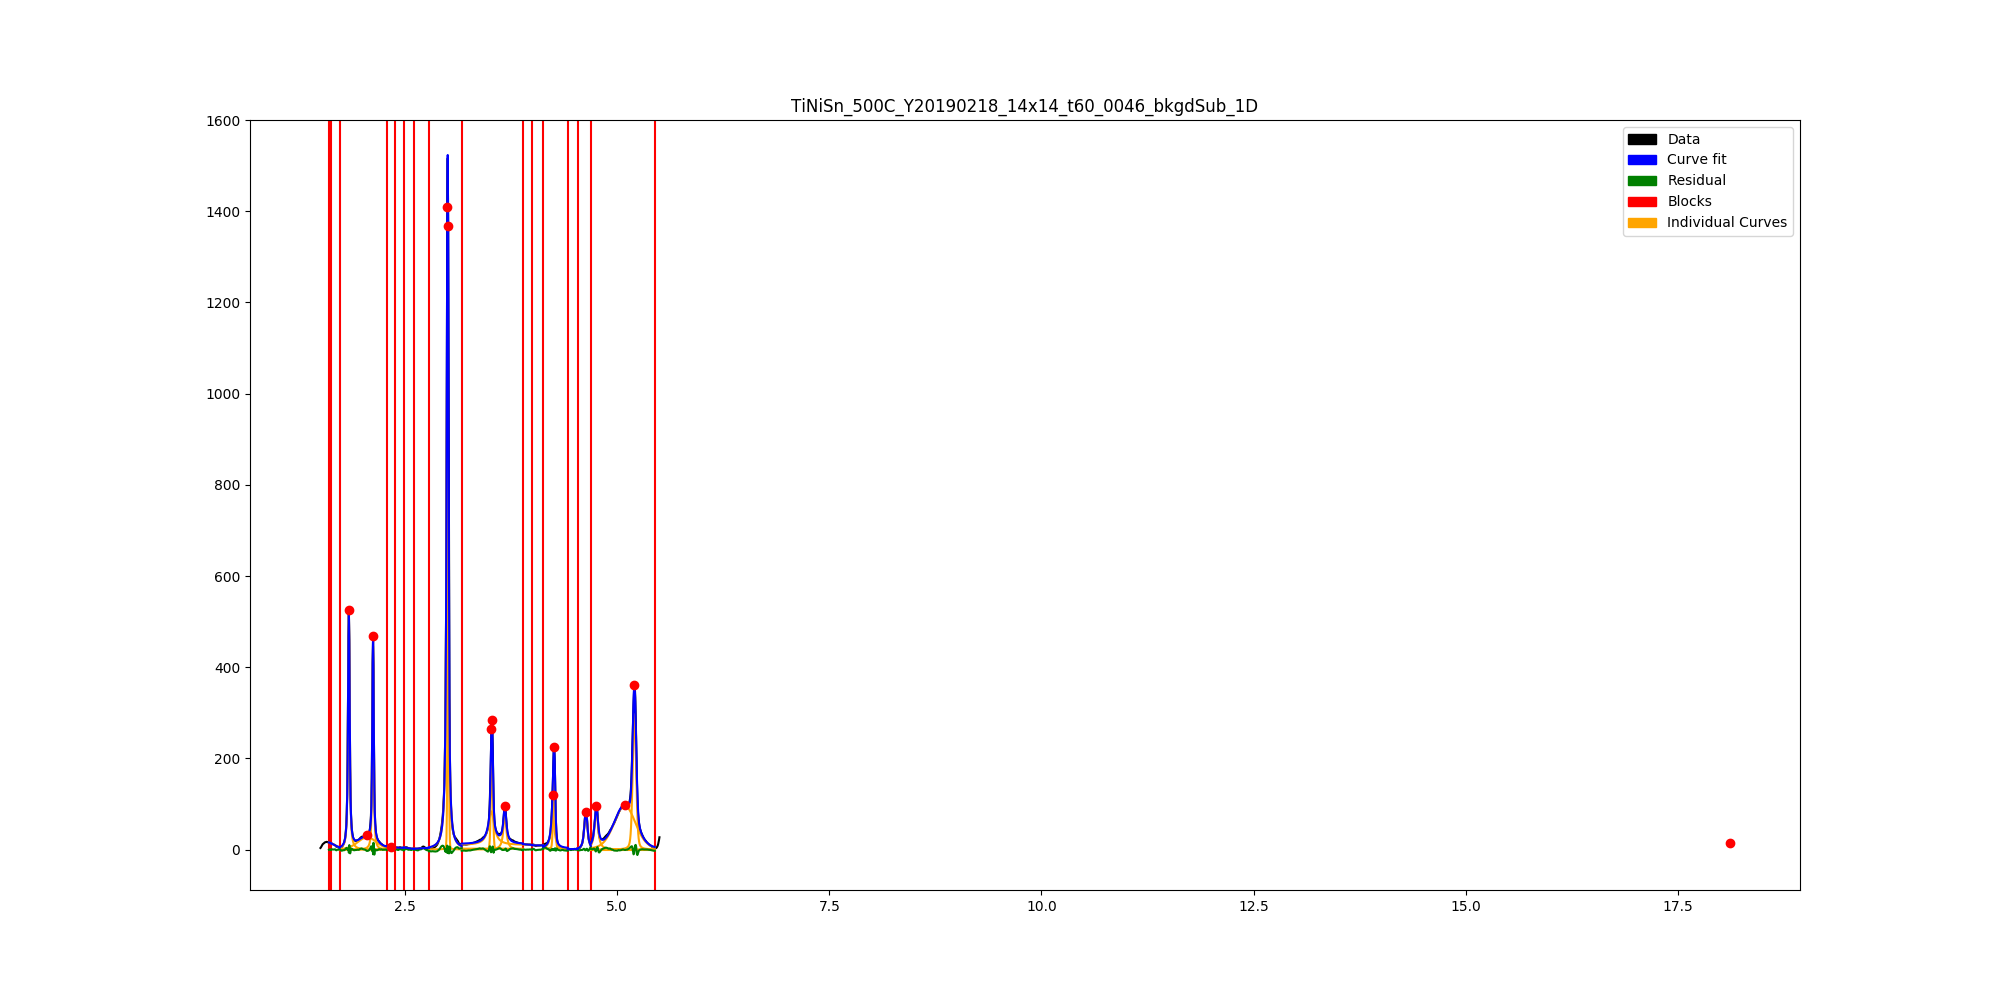 TiNiSn_500C_Y20190218_14x14_t60_0046_bkgdSub_1D
1600
1400
1200
1000
800
600
400
200
0
Data
Curve fit
Residual
Blocks
Individual Curves
2.5 5.0 7.5 10.0 12.5 15.0 17.5